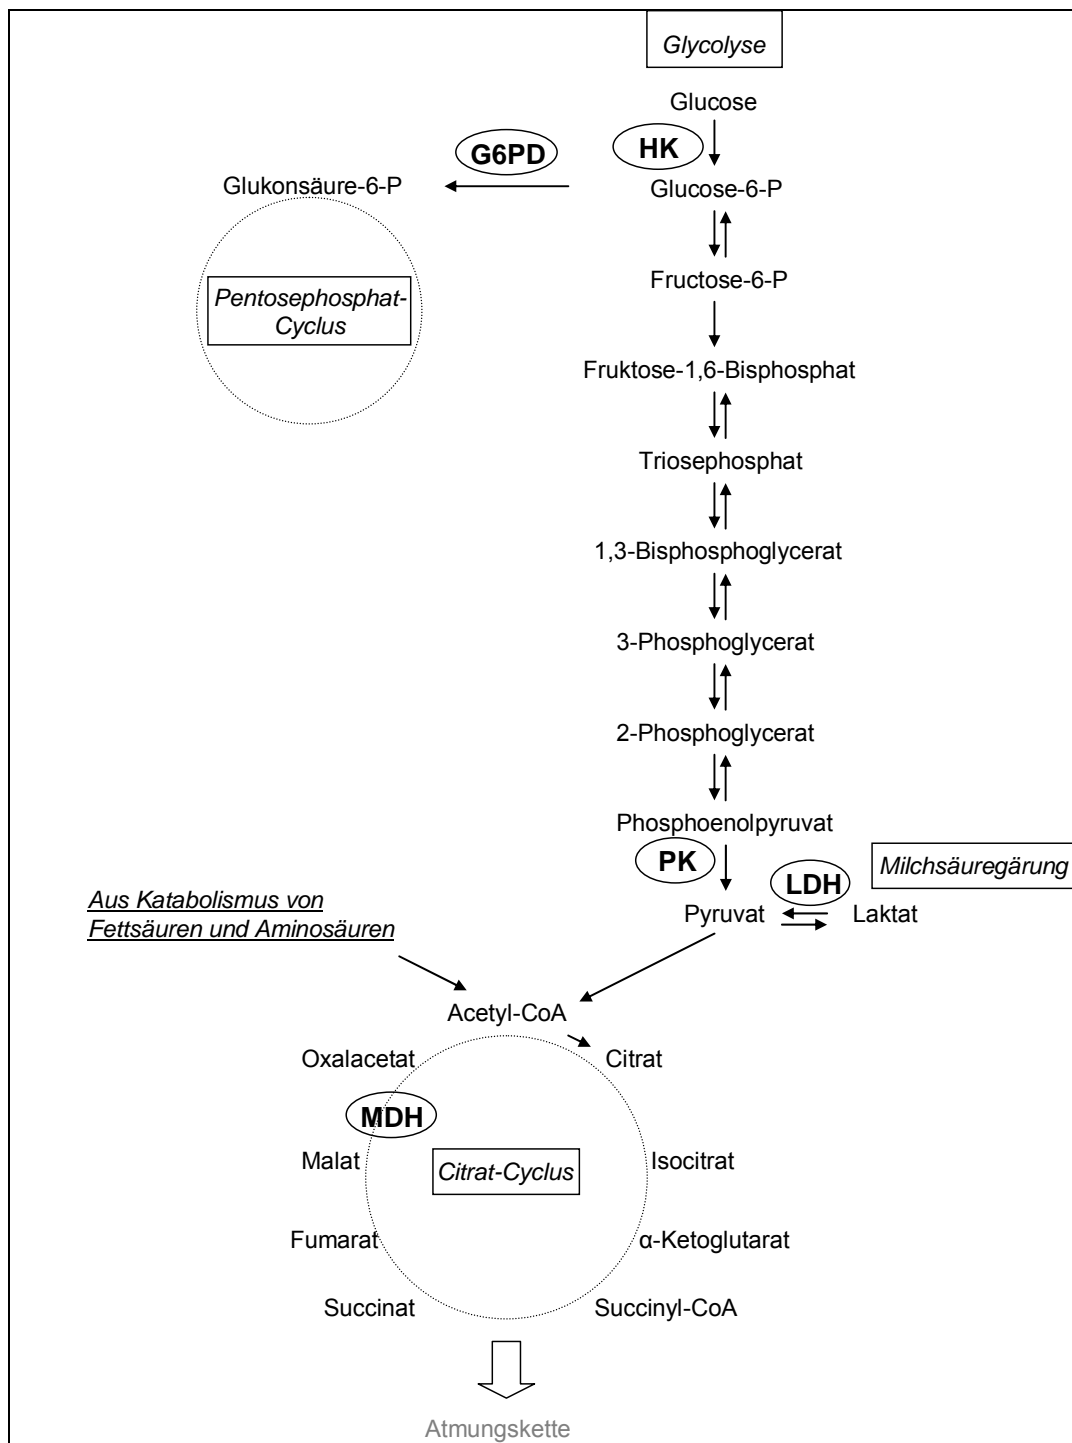 Glycolyse
Glucose
G6PD
HK
Glukonsäure-6-P
Glucose-6-P
Fructose-6-P
Pentosephosphat-
Cyclus
Fruktose-1,6-Bisphosphat
Triosephosphat
1,3-Bisphosphoglycerat
3-Phosphoglycerat
2-Phosphoglycerat
Phosphoenolpyruvat
PK
LDH
Milchsäuregärung
Aus Katabolismus von
Fettsäuren und Aminosäuren
Pyruvat
Laktat
Acetyl-CoA
Oxalacetat
Citrat
MDH
Malat
Citrat-Cyclus
Isocitrat
Fumarat
α-Ketoglutarat
Succinat
Succinyl-CoA
Atmungskette